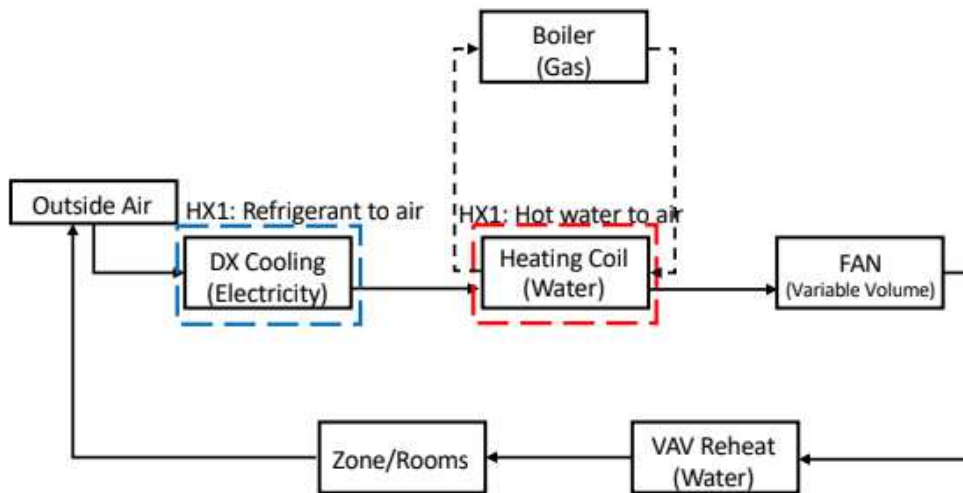 Boiler
(Gas)
Outside Air
HX1: Refrigerant to air
HX1: Hot water to air
DX Cooling
(Electricity)
Heating Coil
(Water)
FAN
(Variable Volume)
Zone/Rooms
VAV Reheat
(Water)